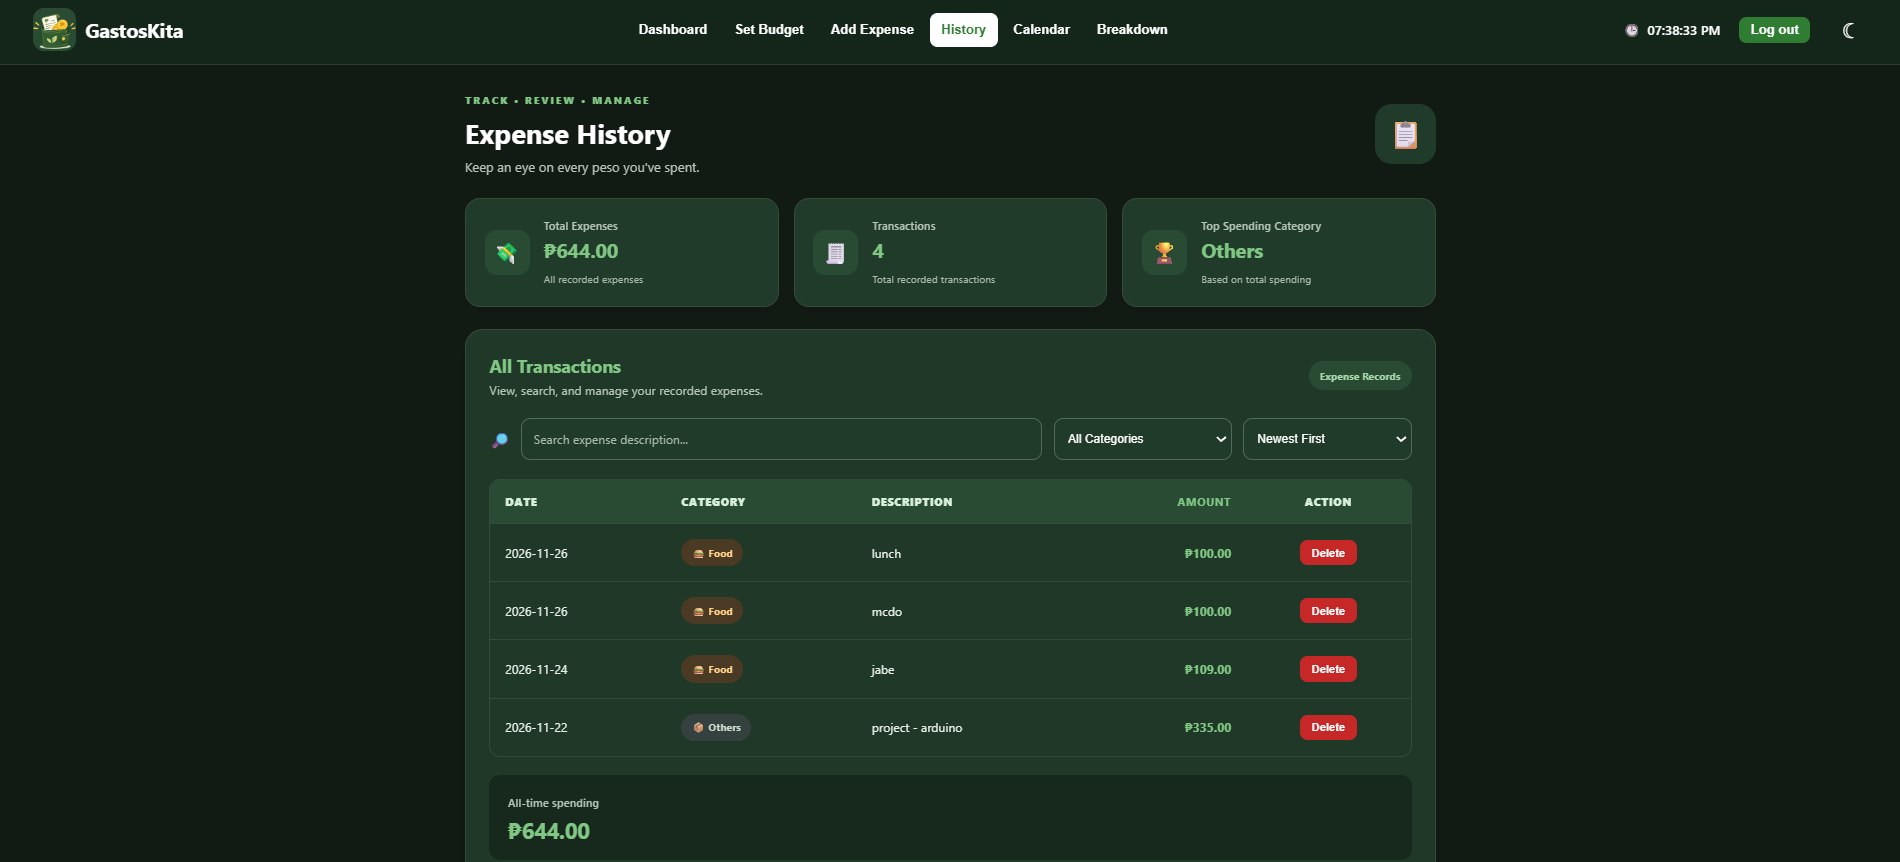 GastosKita
Dashboard Set Budget Add Expense History Calendar Breakdown
07:38:33 PM Log out
TRACK • REVIEW • MANAGE
Expense History
Keep an eye on every peso you've spent.
Total Expenses
₱644.00
All recorded expenses
Transactions
4
Total recorded transactions
Top Spending Category
Others
Based on total spending
All Transactions
View, search, and manage your recorded expenses.
Expense Records
Search expense description... All Categories Newest First
DATE CATEGORY DESCRIPTION AMOUNT ACTION
2026-11-26 Food lunch ₱100.00 Delete
2026-11-26 Food mcdo ₱100.00 Delete
2026-11-24 Food jabe ₱109.00 Delete
2026-11-22 Others project - arduino ₱335.00 Delete
All-time spending
₱644.00